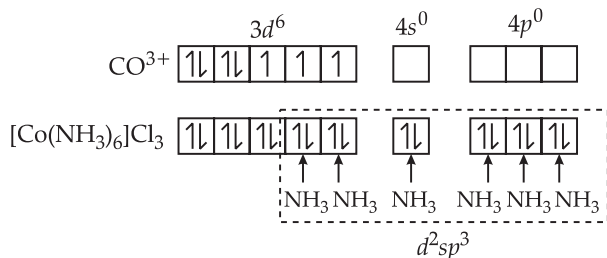 3d⁶ 4s⁰ 4p⁰
CO³⁺ ⥮ ⥮ ↿ ↿ ↿
[Co(NH₃)₆]Cl₃ ⥮ ⥮ ⥮ ⥮ ⥮ ⥮ ⥮ ⥮ ⥮
NH₃ NH₃ NH₃ NH₃ NH₃ NH₃
d²sp³